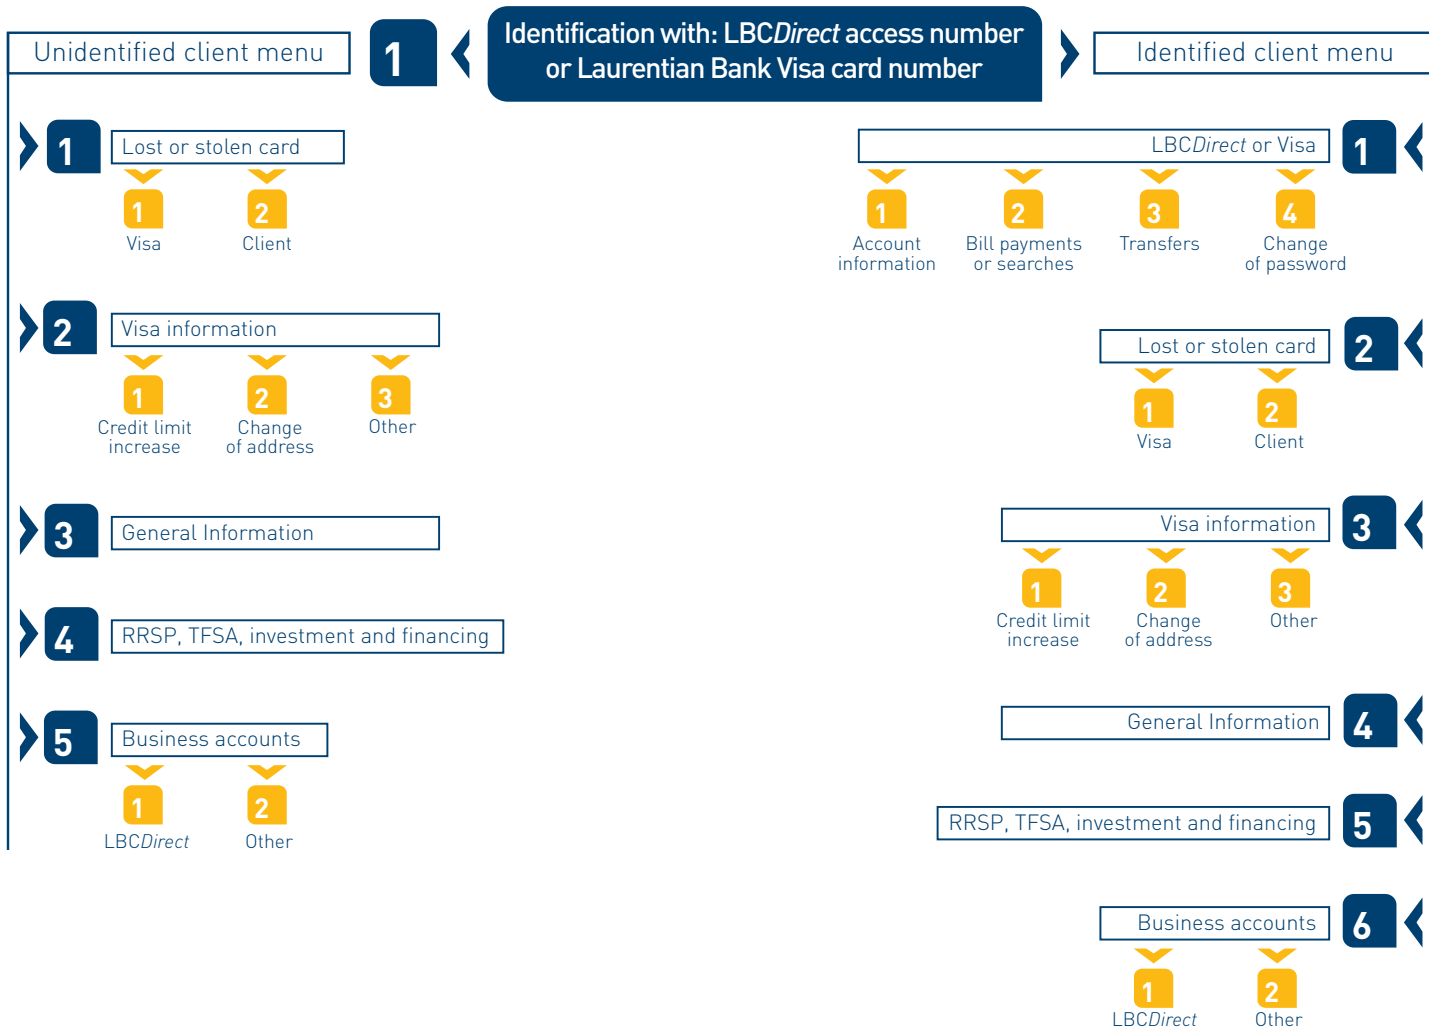 Unidentified client menu
1
Identification with: LBCDirect access number
or Laurentian Bank Visa card number
Identified client menu
1
Lost or stolen card
1
2
Visa
Client
2
Visa information
1
2
3
Credit limit
increase
Change
of address
Other
3
General Information
4
RRSP, TFSA, investment and financing
5
Business accounts
1
2
LBCDirect
Other
LBCDirect or Visa
1
1
2
3
4
Account
information
Bill payments
or searches
Transfers
Change
of password
Lost or stolen card
2
1
2
Visa
Client
Visa information
3
1
2
3
Credit limit
increase
Change
of address
Other
General Information
4
RRSP, TFSA, investment and financing
5
Business accounts
6
1
2
LBCDirect
Other